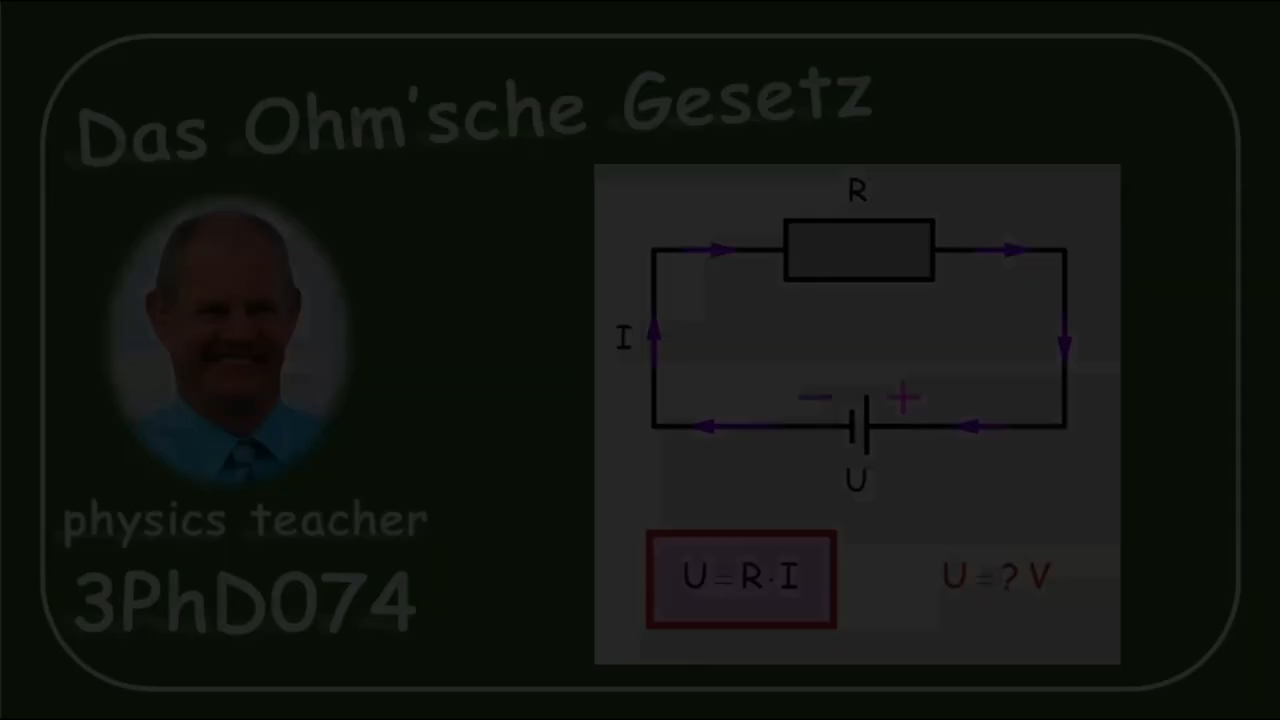 Das Ohm'sche Gesetz
R
I
− +
U
physics teacher
3PhD074
U = R · I
U = ? V